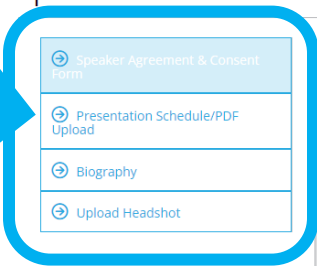 Speaker Agreement & Consent
Form
Presentation Schedule/PDF
Upload
Biography
Upload Headshot